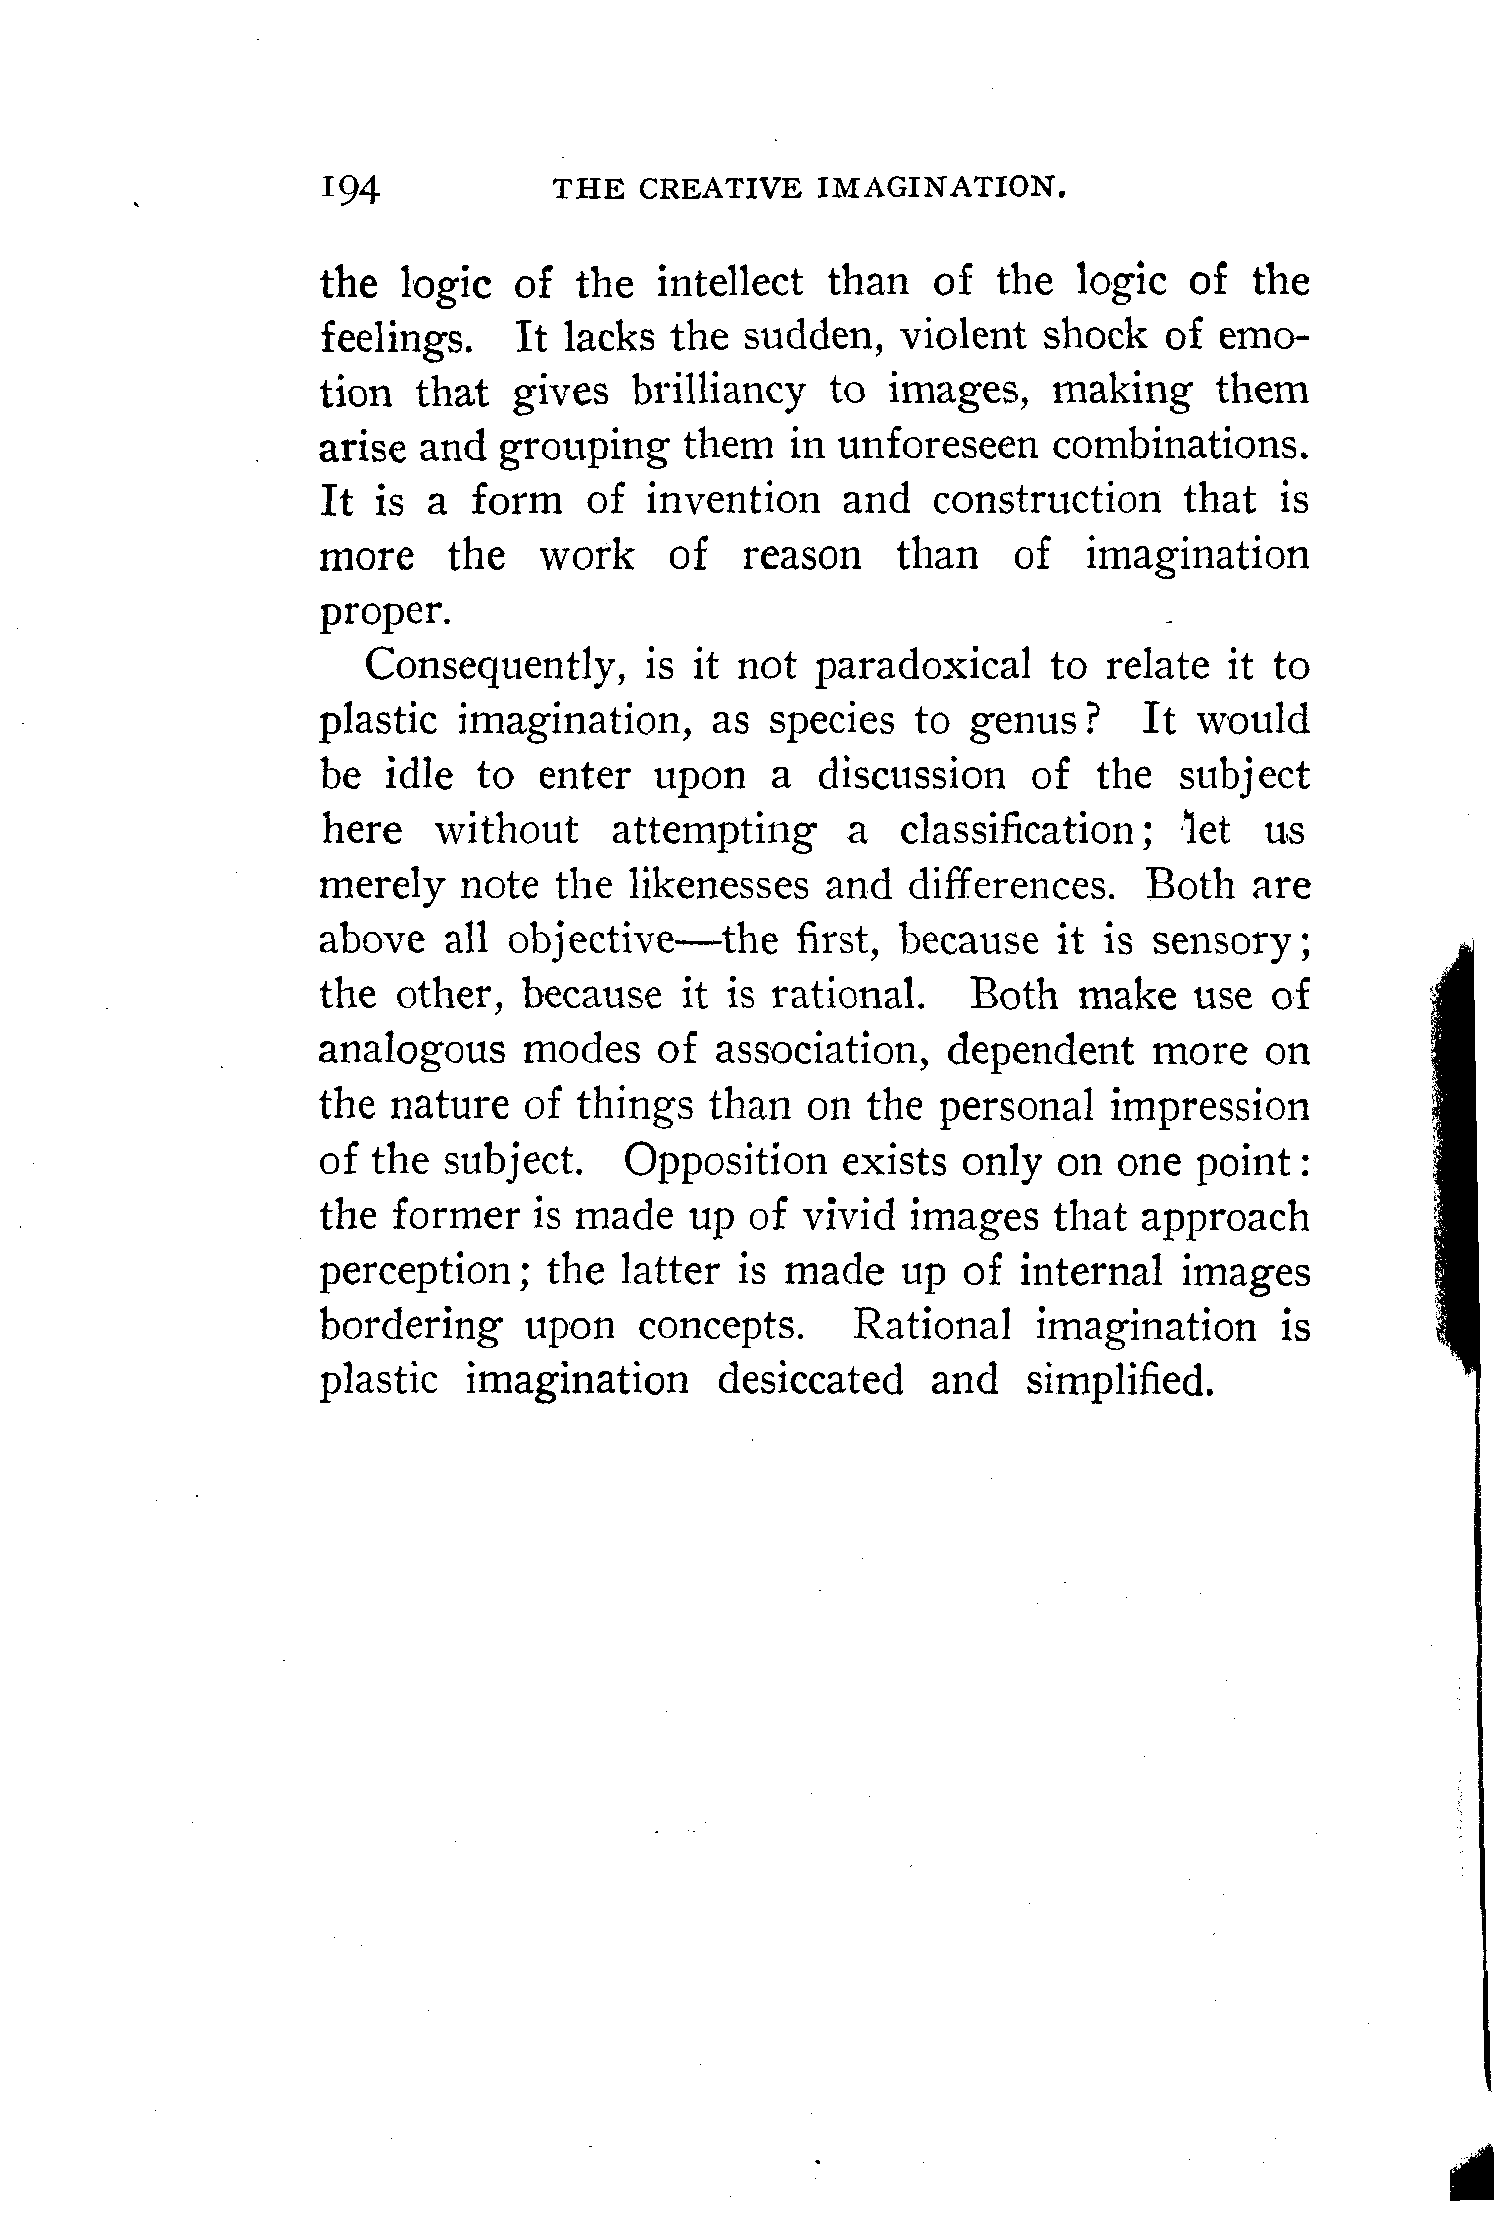 194 THE CREATIVE IMAGINATION.
the logic of the intellect than of the logic of the
feelings. It lacks the sudden, violent shock of emo-
tion that gives brilliancy to images, making them
arise and grouping them in unforeseen combinations.
It is a form of invention and construction that is
more the work of reason than of imagination
proper.
Consequently, is it not paradoxical to relate it to
plastic imagination, as species to genus? It would
be idle to enter upon a discussion of the subject
here without attempting a classification; let us
merely note the likenesses and differences. Both are
above all objective—the first, because it is sensory;
the other, because it is rational. Both make use of
analogous modes of association, dependent more on
the nature of things than on the personal impression
of the subject. Opposition exists only on one point:
the former is made up of vivid images that approach
perception; the latter is made up of internal images
bordering upon concepts. Rational imagination is
plastic imagination desiccated and simplified.